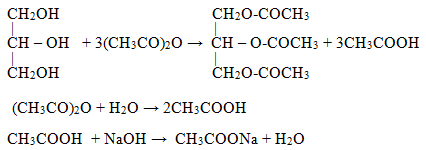 CH2OH CH2O-COCH3
CH – OH + 3(CH3CO)2O → CH – O-COCH3 + 3CH3COOH
CH2OH CH2O-COCH3
(CH3CO)2O + H2O → 2CH3COOH
CH3COOH + NaOH → CH3COONa + H2O